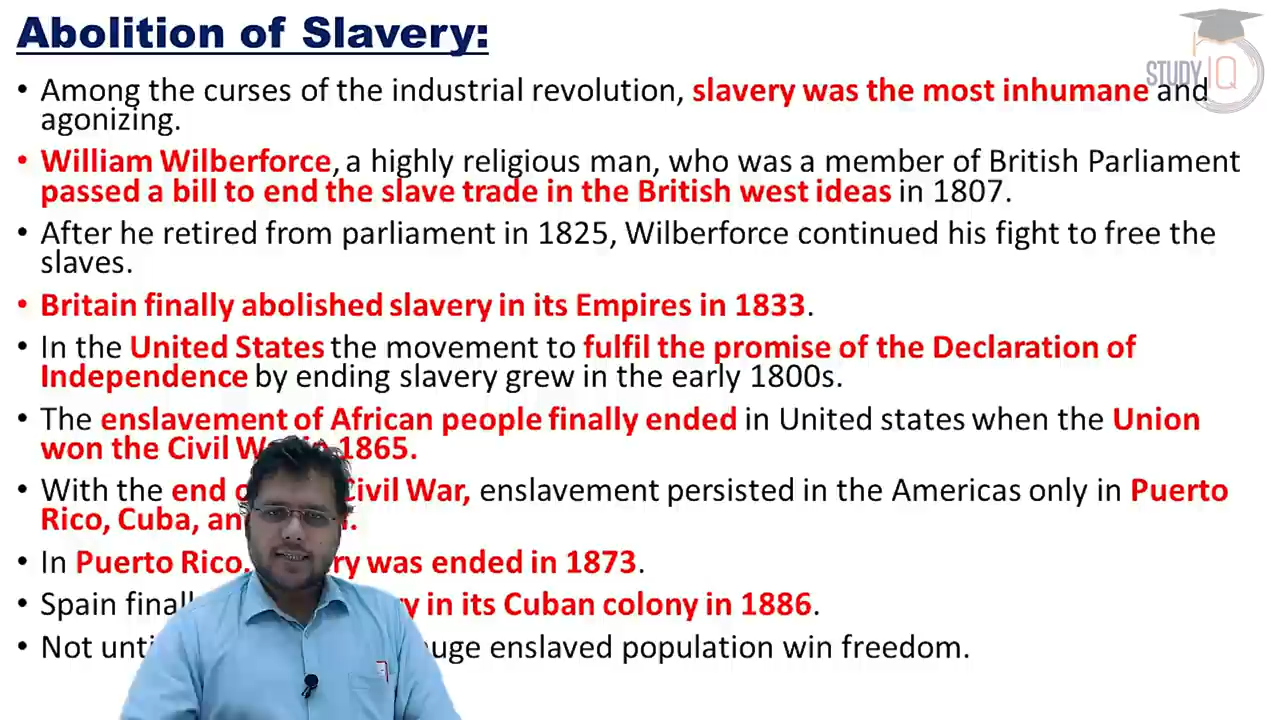 Abolition of Slavery:
STUDY IQ
• Among the curses of the industrial revolution, slavery was the most inhumane and
agonizing.
• William Wilberforce, a highly religious man, who was a member of British Parliament
passed a bill to end the slave trade in the British west ideas in 1807.
• After he retired from parliament in 1825, Wilberforce continued his fight to free the
slaves.
• Britain finally abolished slavery in its Empires in 1833.
• In the United States the movement to fulfil the promise of the Declaration of
Independence by ending slavery grew in the early 1800s.
• The enslavement of African people finally ended in United states when the Union
won the Civil War in 1865.
• With the end Civil War, enslavement persisted in the Americas only in Puerto
Rico, Cuba,
• In Puerto Rico, was ended in 1873.
• Spain in its Cuban colony in 1886.
• Not enslaved population win freedom.